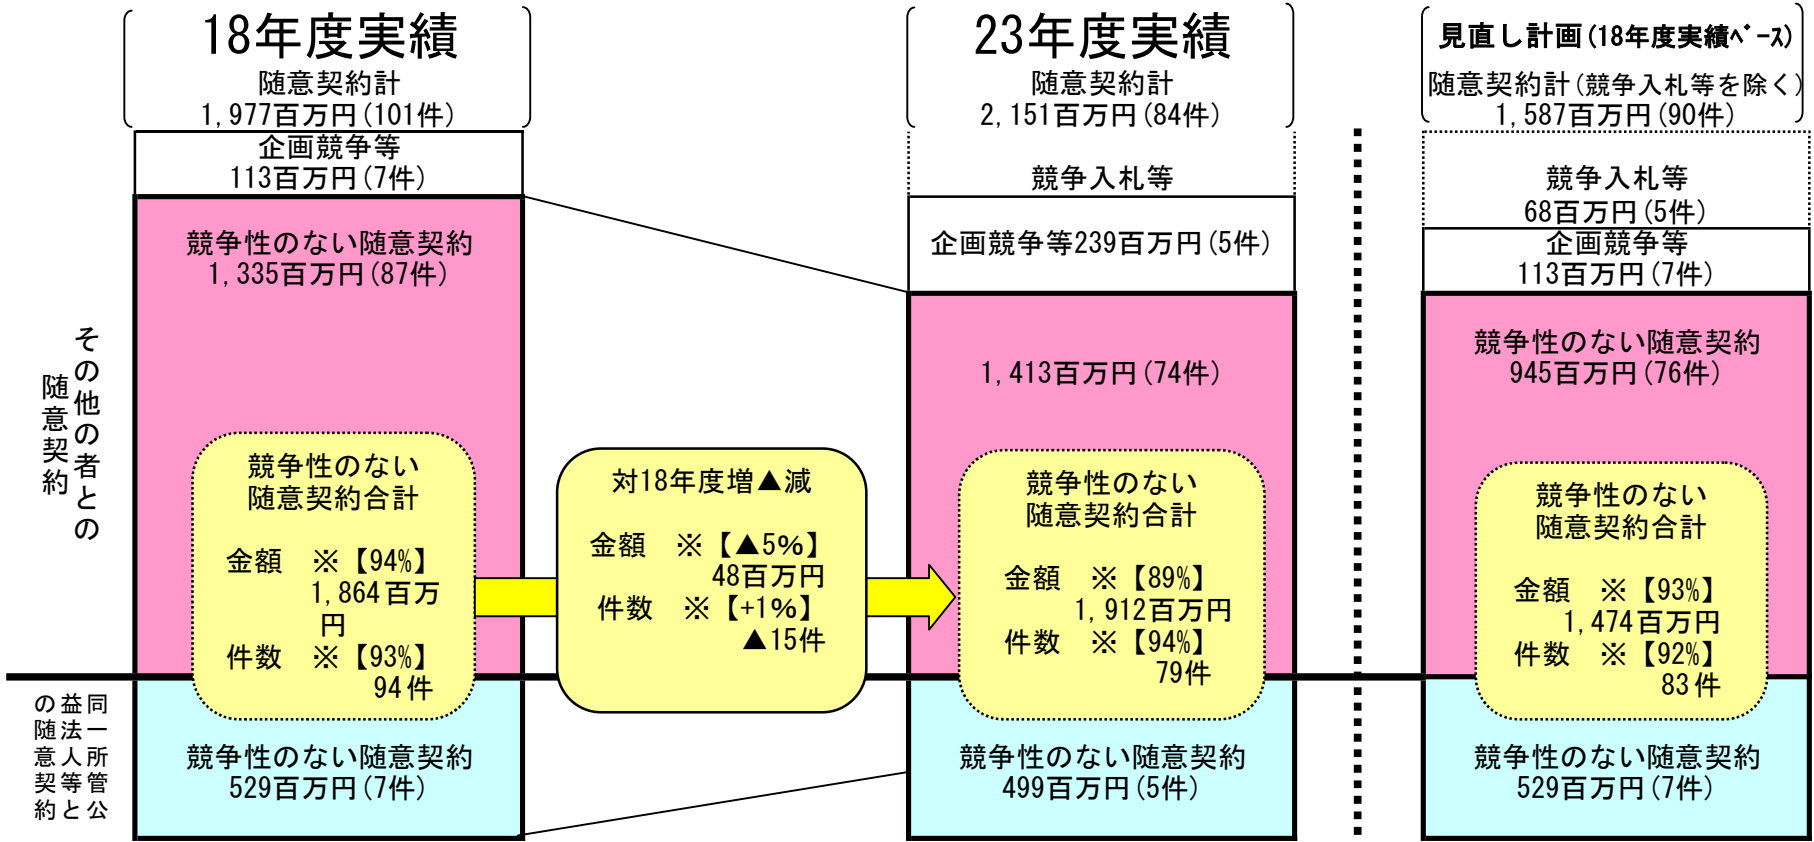 18年度実績
随意契約計
1,977百万円(101件)
企画競争等
113百万円(7件)
競争性のない随意契約
1,335百万円(87件)
その他の者との
随意契約
競争性のない
随意契約合計
金額　※【94%】
1,864百万
円
件数　※【93%】
94件
同一所管公
益法人等と
の随意契約
競争性のない随意契約
529百万円(7件)
対18年度増▲減
金額　※【▲5%】
48百万円
件数　※【+1%】
▲15件
23年度実績
随意契約計
2,151百万円(84件)
競争入札等
企画競争等239百万円(5件)
1,413百万円(74件)
競争性のない
随意契約合計
金額　※【89%】
1,912百万円
件数　※【94%】
79件
競争性のない随意契約
499百万円(5件)
見直し計画(18年度実績ﾍﾞｰｽ)
随意契約計(競争入札等を除く)
1,587百万円(90件)
競争入札等
68百万円(5件)
企画競争等
113百万円(7件)
競争性のない随意契約
945百万円(76件)
競争性のない
随意契約合計
金額　※【93%】
1,474百万円
件数　※【92%】
83件
競争性のない随意契約
529百万円(7件)